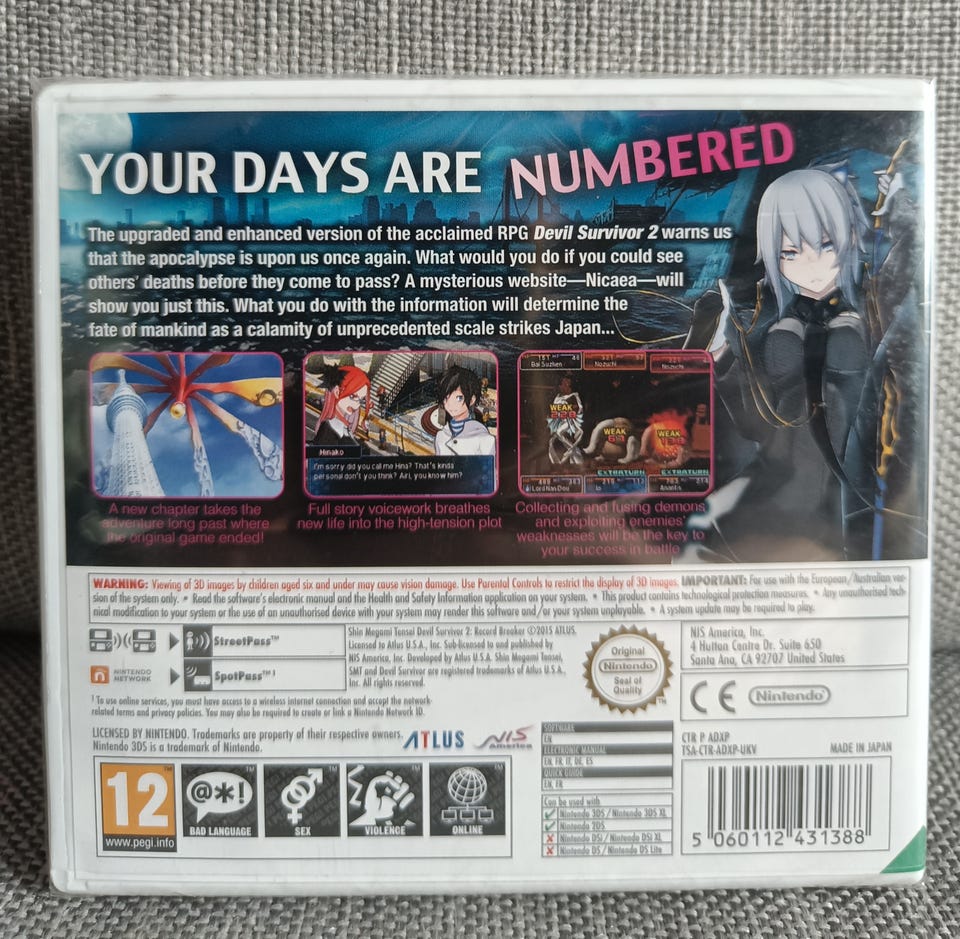 YOUR DAYS ARE NUMBERED
The upgraded and enhanced version of the acclaimed RPG Devil Survivor 2 warns us
that the apocalypse is upon us once again. What would you do if you could see
others' deaths before they come to pass? A mysterious website—Nicaea—will
show you just this. What you do with the information will determine the
fate of mankind as a calamity of unprecedented scale strikes Japan...
Hinako
I'm sorry did you call me Hina? That's kinda
personal don't you think? Airi, you know him?
Bai Suzhen
Nozuchi
Nozuchi
WEAK
WEAK
WEAK
EXTRA TURN
EXTRA TURN
Lord Nan Dou
Io
Ananta
A new chapter takes the
adventure long past where
the original game ended!
Full story voicework breathes
new life into the high-tension plot
Collecting and fusing demons
and exploiting enemies'
weaknesses will be the key to
your success in battle
WARNING: Viewing of 3D images by children aged six and under may cause vision damage. Use Parental Controls to restrict the display of 3D images. IMPORTANT: For use with the European/Australian ver-
sion of the system only. • Read the software's electronic manual and the Health and Safety Information application on your system. • This product contains technological protection measures. • Any unauthorised tech-
nical modification to your system or the use of an unauthorised device with your system may render this software and/or your system unplayable. • A system update may be required to play.
StreetPass™
NINTENDO
NETWORK
SpotPass™ 1
Shin Megami Tensei Devil Survivor 2: Record Breaker ©2015 ATLUS.
Licensed to Atlus U.S.A., Inc. Sub-licensed to and published by
NIS America, Inc. Developed by Atlus U.S.A. Shin Megami Tensei,
SMT and Devil Survivor are registered trademarks of Atlus U.S.A.
Inc. All rights reserved.
Original
Nintendo
Seal of
Quality
TM
NIS America, Inc.
4 Hutton Centre Dr. Suite 650
Santa Ana, CA 92707 United States
CE
Nintendo
1 To use online services, you must have access to a wireless internet connection and accept the network-
related terms and privacy policies. You may also be required to create or link a Nintendo Network ID.
LICENSED BY NINTENDO. Trademarks are property of their respective owners.
Nintendo 3DS is a trademark of Nintendo.
ATLUS
NIS
America
SOFTWARE
EN
ELECTRONIC MANUAL
EN, FR, IT, DE, ES
QUICK GUIDE
EN, FR
Can be used with
Nintendo 3DS / Nintendo 3DS XL
Nintendo 2DS
Nintendo DSi / Nintendo DSi XL
Nintendo DS / Nintendo DS Lite
CTR P ADXP
TSA-CTR-ADXP-UKV
MADE IN JAPAN
12
www.pegi.info
@*!
BAD LANGUAGE
SEX
VIOLENCE
ONLINE
5 060112 431388